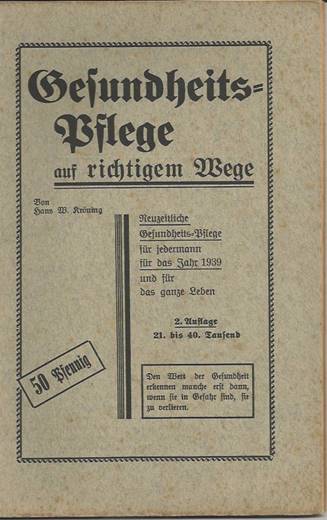 Gesundheits=
Pflege
auf richtigem Wege
Von
Hans W. Kröning
Neuzeitliche
Gesundheits=Pflege
für jedermann
für das Jahr 1939
und für
das ganze Leben
2. Auflage
21. bis 40. Tausend
50 Pfennig
Den Wert der Gesundheit
erkennen manche erst dann,
wenn sie in Gefahr sind, sie
zu verlieren.